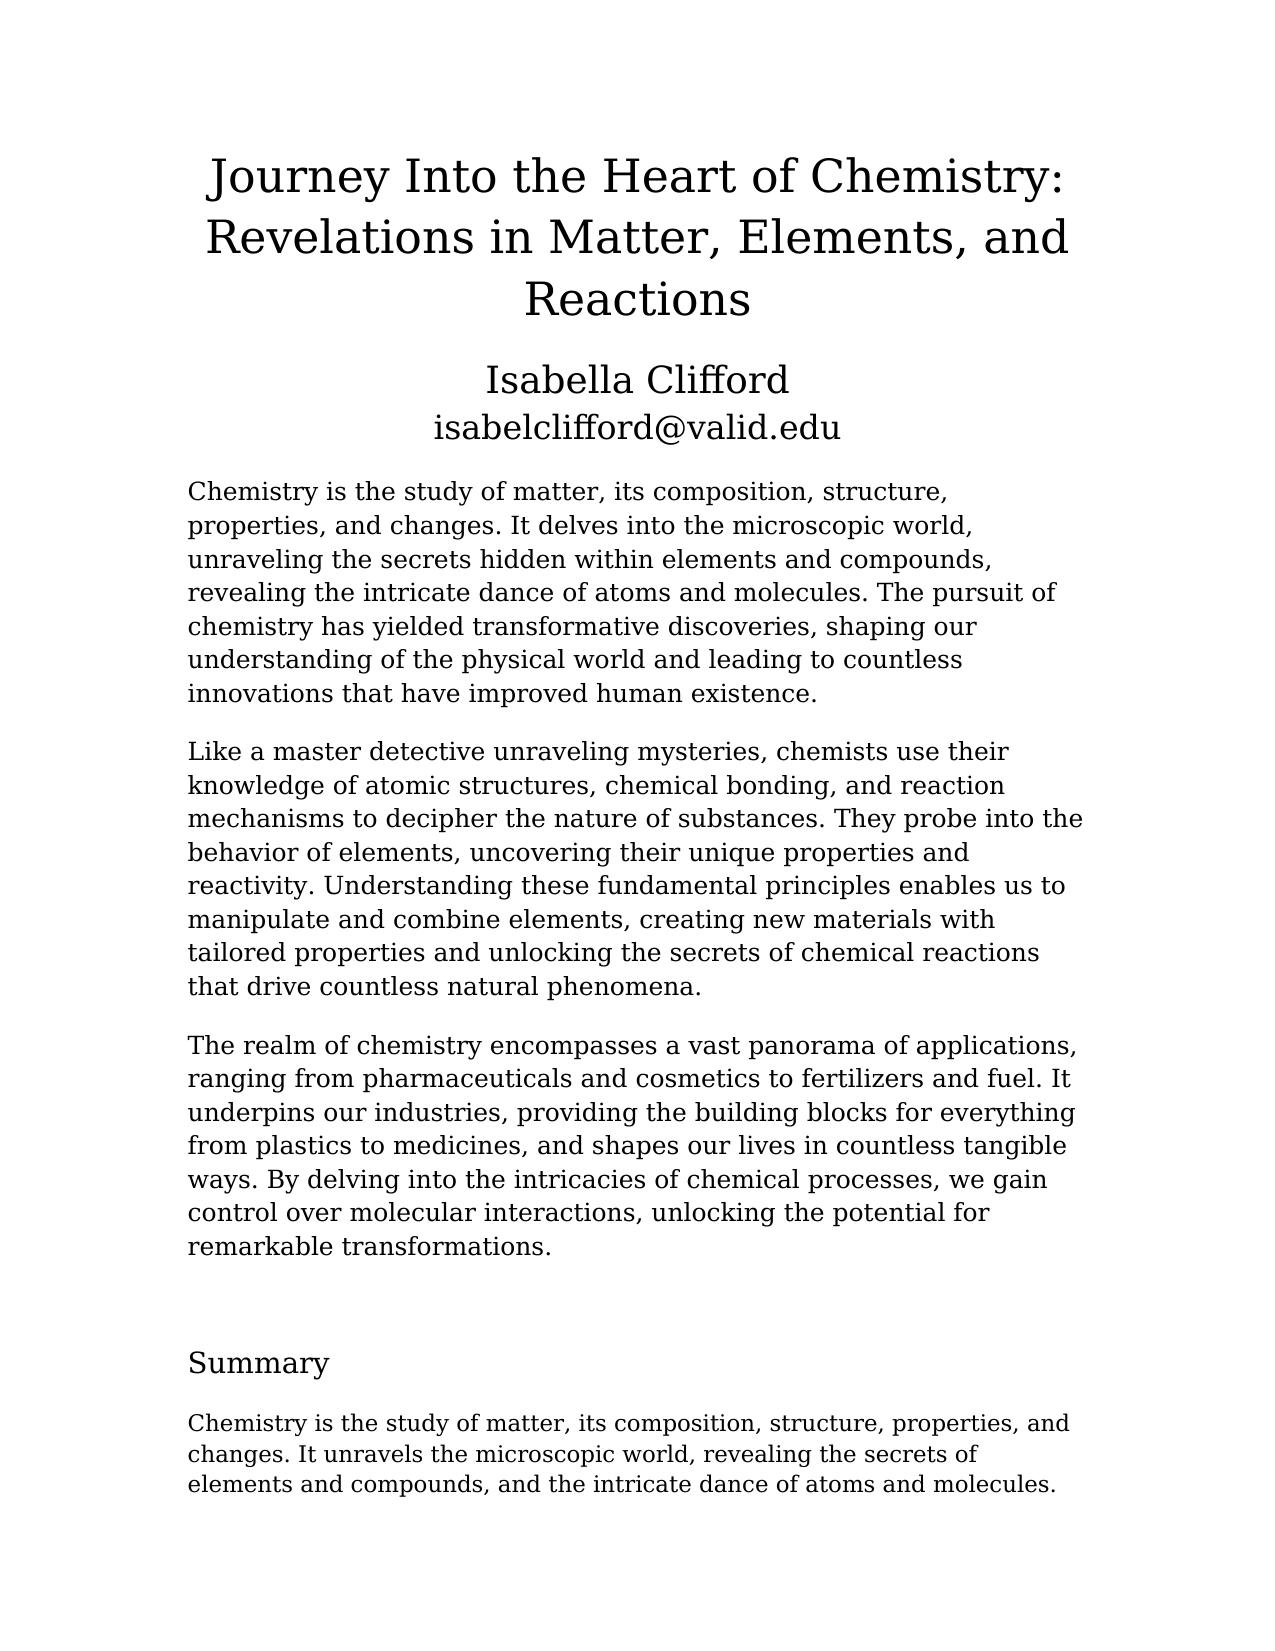 Journey Into the Heart of Chemistry:
Revelations in Matter, Elements, and
Reactions
Isabella Clifford
isabelclifford@valid.edu
Chemistry is the study of matter, its composition, structure,
properties, and changes. It delves into the microscopic world,
unraveling the secrets hidden within elements and compounds,
revealing the intricate dance of atoms and molecules. The pursuit of
chemistry has yielded transformative discoveries, shaping our
understanding of the physical world and leading to countless
innovations that have improved human existence.
Like a master detective unraveling mysteries, chemists use their
knowledge of atomic structures, chemical bonding, and reaction
mechanisms to decipher the nature of substances. They probe into the
behavior of elements, uncovering their unique properties and
reactivity. Understanding these fundamental principles enables us to
manipulate and combine elements, creating new materials with
tailored properties and unlocking the secrets of chemical reactions
that drive countless natural phenomena.
The realm of chemistry encompasses a vast panorama of applications,
ranging from pharmaceuticals and cosmetics to fertilizers and fuel. It
underpins our industries, providing the building blocks for everything
from plastics to medicines, and shapes our lives in countless tangible
ways. By delving into the intricacies of chemical processes, we gain
control over molecular interactions, unlocking the potential for
remarkable transformations.
Summary
Chemistry is the study of matter, its composition, structure, properties, and
changes. It unravels the microscopic world, revealing the secrets of
elements and compounds, and the intricate dance of atoms and molecules.